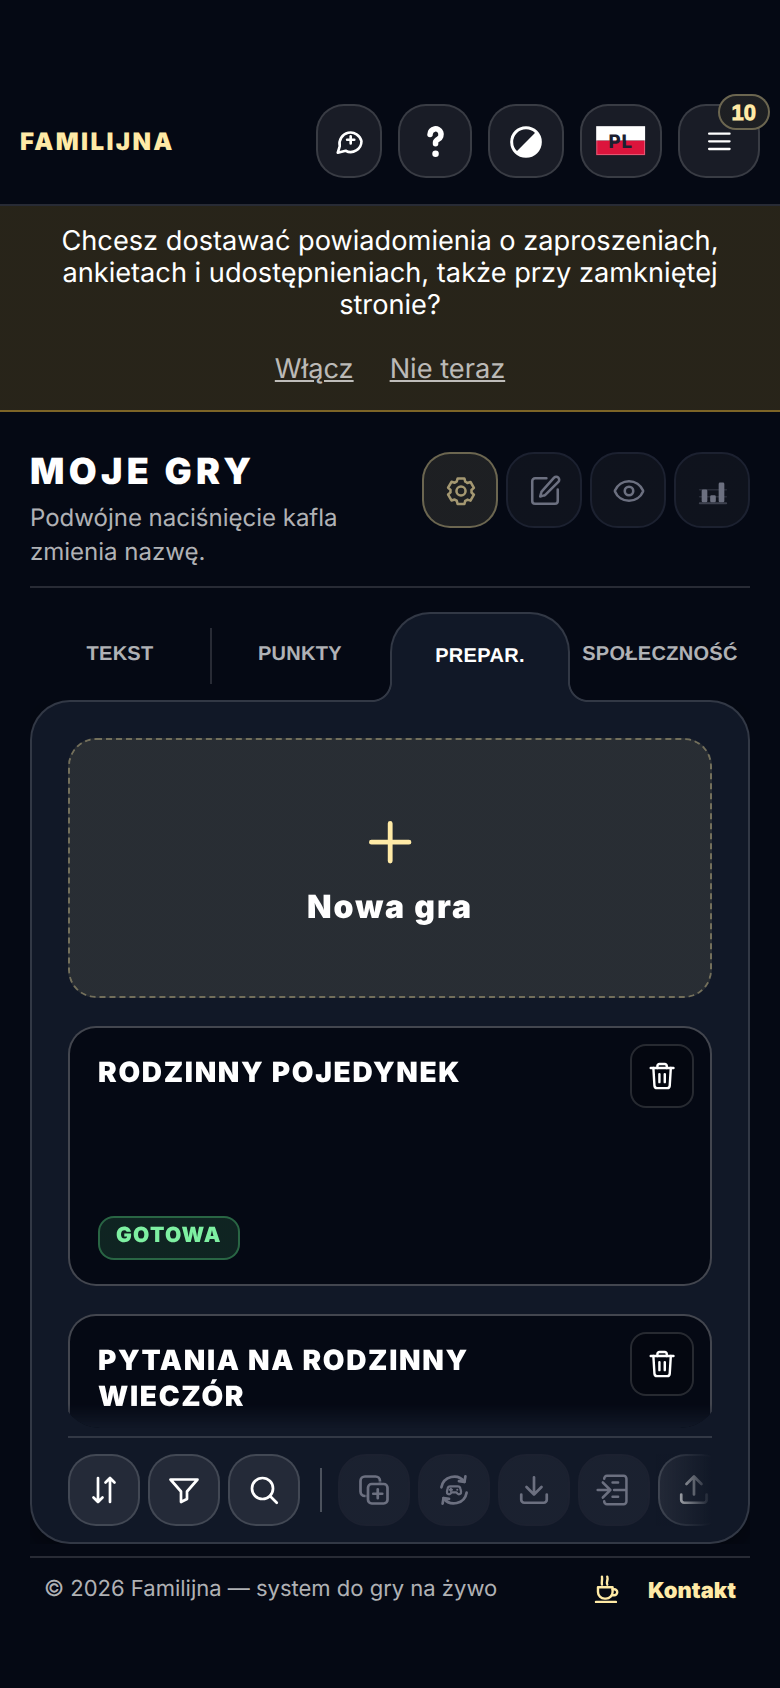 FAMILIJNA
PL
10
Chcesz dostawać powiadomienia o zaproszeniach,
ankietach i udostępnieniach, także przy zamkniętej
stronie?
Włącz Nie teraz
MOJE GRY
Podwójne naciśnięcie kafla
zmienia nazwę.
TEKST PUNKTY PREPAR. SPOŁECZNOŚĆ
Nowa gra
RODZINNY POJEDYNEK
GOTOWA
PYTANIA NA RODZINNY
WIECZÓR
© 2026 Familijna — system do gry na żywo
Kontakt